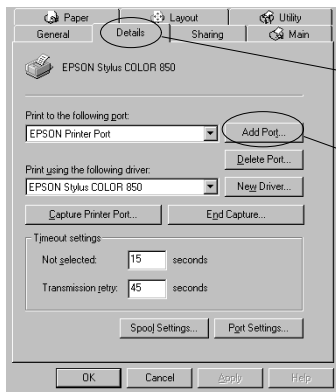 Paper Layout Utility
General Details Sharing Main
EPSON Stylus COLOR 850
Print to the following port:
EPSON Printer Port Add Port...
Delete Port...
Print using the following driver:
EPSON Stylus COLOR 850 New Driver...
Capture Printer Port... End Capture...
Timeout settings
Not selected: 15 seconds
Transmission retry: 45 seconds
Spool Settings... Port Settings...
OK Cancel Apply Help